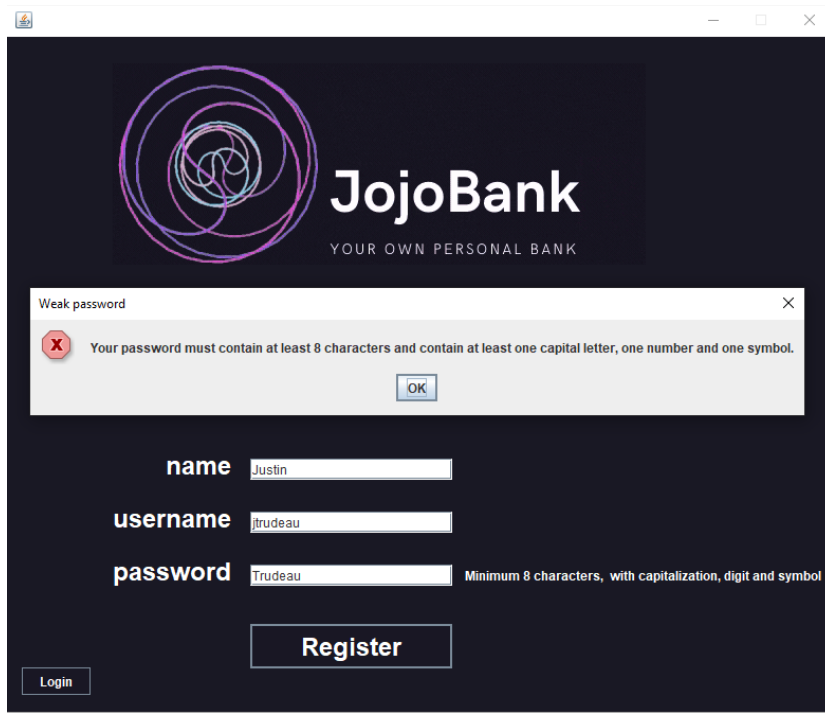 JojoBank
YOUR OWN PERSONAL BANK
Weak password
Your password must contain at least 8 characters and contain at least one capital letter, one number and one symbol.
OK
name Justin
username jtrudeau
password Trudeau Minimum 8 characters, with capitalization, digit and symbol
Register
Login